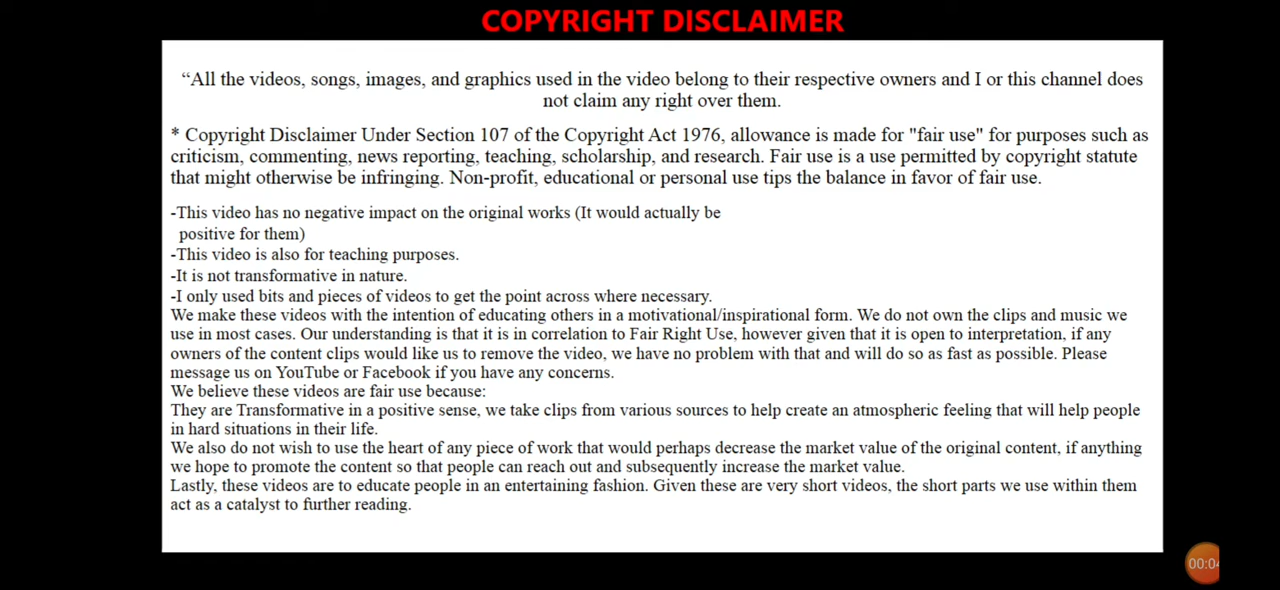 COPYRIGHT DISCLAIMER
“All the videos, songs, images, and graphics used in the video belong to their respective owners and I or this channel does
not claim any right over them.
* Copyright Disclaimer Under Section 107 of the Copyright Act 1976, allowance is made for "fair use" for purposes such as
criticism, commenting, news reporting, teaching, scholarship, and research. Fair use is a use permitted by copyright statute
that might otherwise be infringing. Non-profit, educational or personal use tips the balance in favor of fair use.
-This video has no negative impact on the original works (It would actually be
positive for them)
-This video is also for teaching purposes.
-It is not transformative in nature.
-I only used bits and pieces of videos to get the point across where necessary.
We make these videos with the intention of educating others in a motivational/inspirational form. We do not own the clips and music we
use in most cases. Our understanding is that it is in correlation to Fair Right Use, however given that it is open to interpretation, if any
owners of the content clips would like us to remove the video, we have no problem with that and will do so as fast as possible. Please
message us on YouTube or Facebook if you have any concerns.
We believe these videos are fair use because:
They are Transformative in a positive sense, we take clips from various sources to help create an atmospheric feeling that will help people
in hard situations in their life.
We also do not wish to use the heart of any piece of work that would perhaps decrease the market value of the original content, if anything
we hope to promote the content so that people can reach out and subsequently increase the market value.
Lastly, these videos are to educate people in an entertaining fashion. Given these are very short videos, the short parts we use within them
act as a catalyst to further reading.
00:04